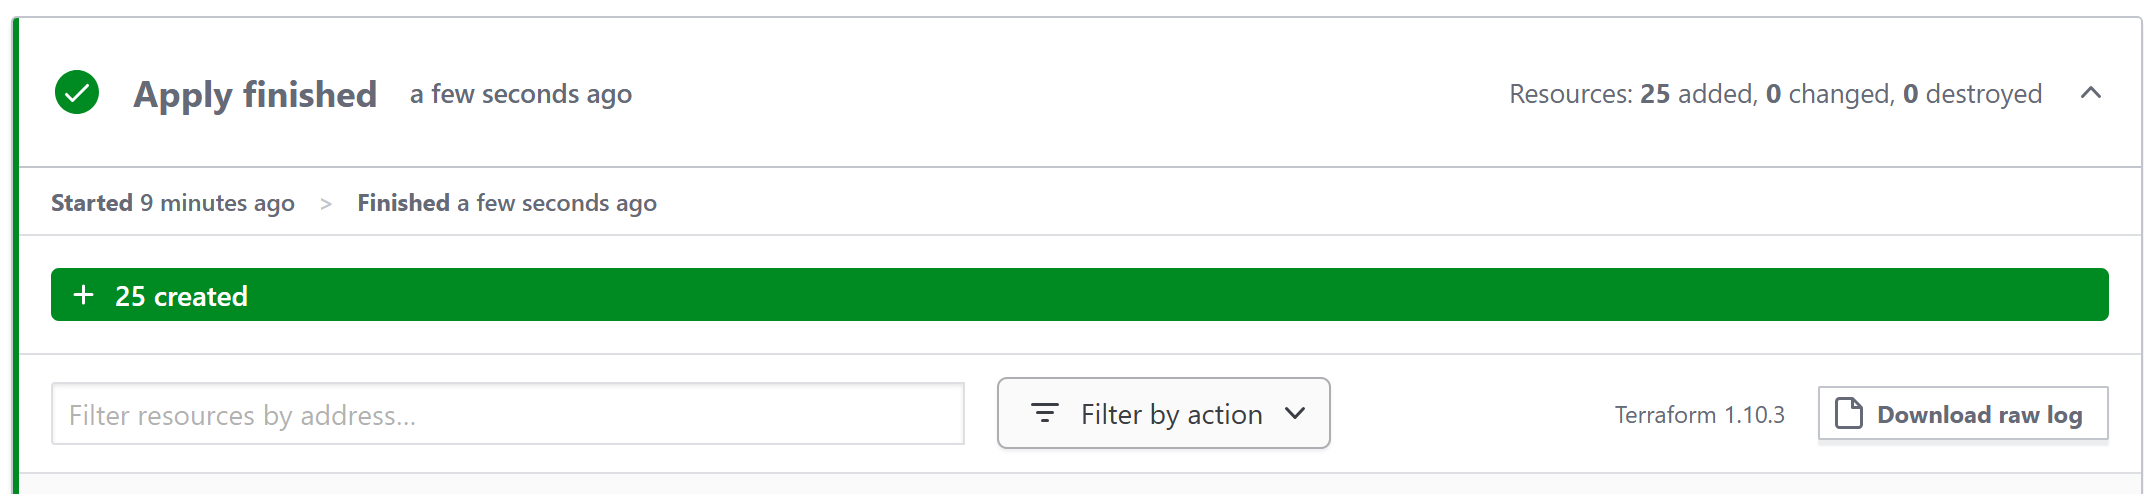 Apply finished a few seconds ago Resources: 25 added, 0 changed, 0 destroyed
Started 9 minutes ago > Finished a few seconds ago
+ 25 created
Filter resources by address... Filter by action Terraform 1.10.3 Download raw log